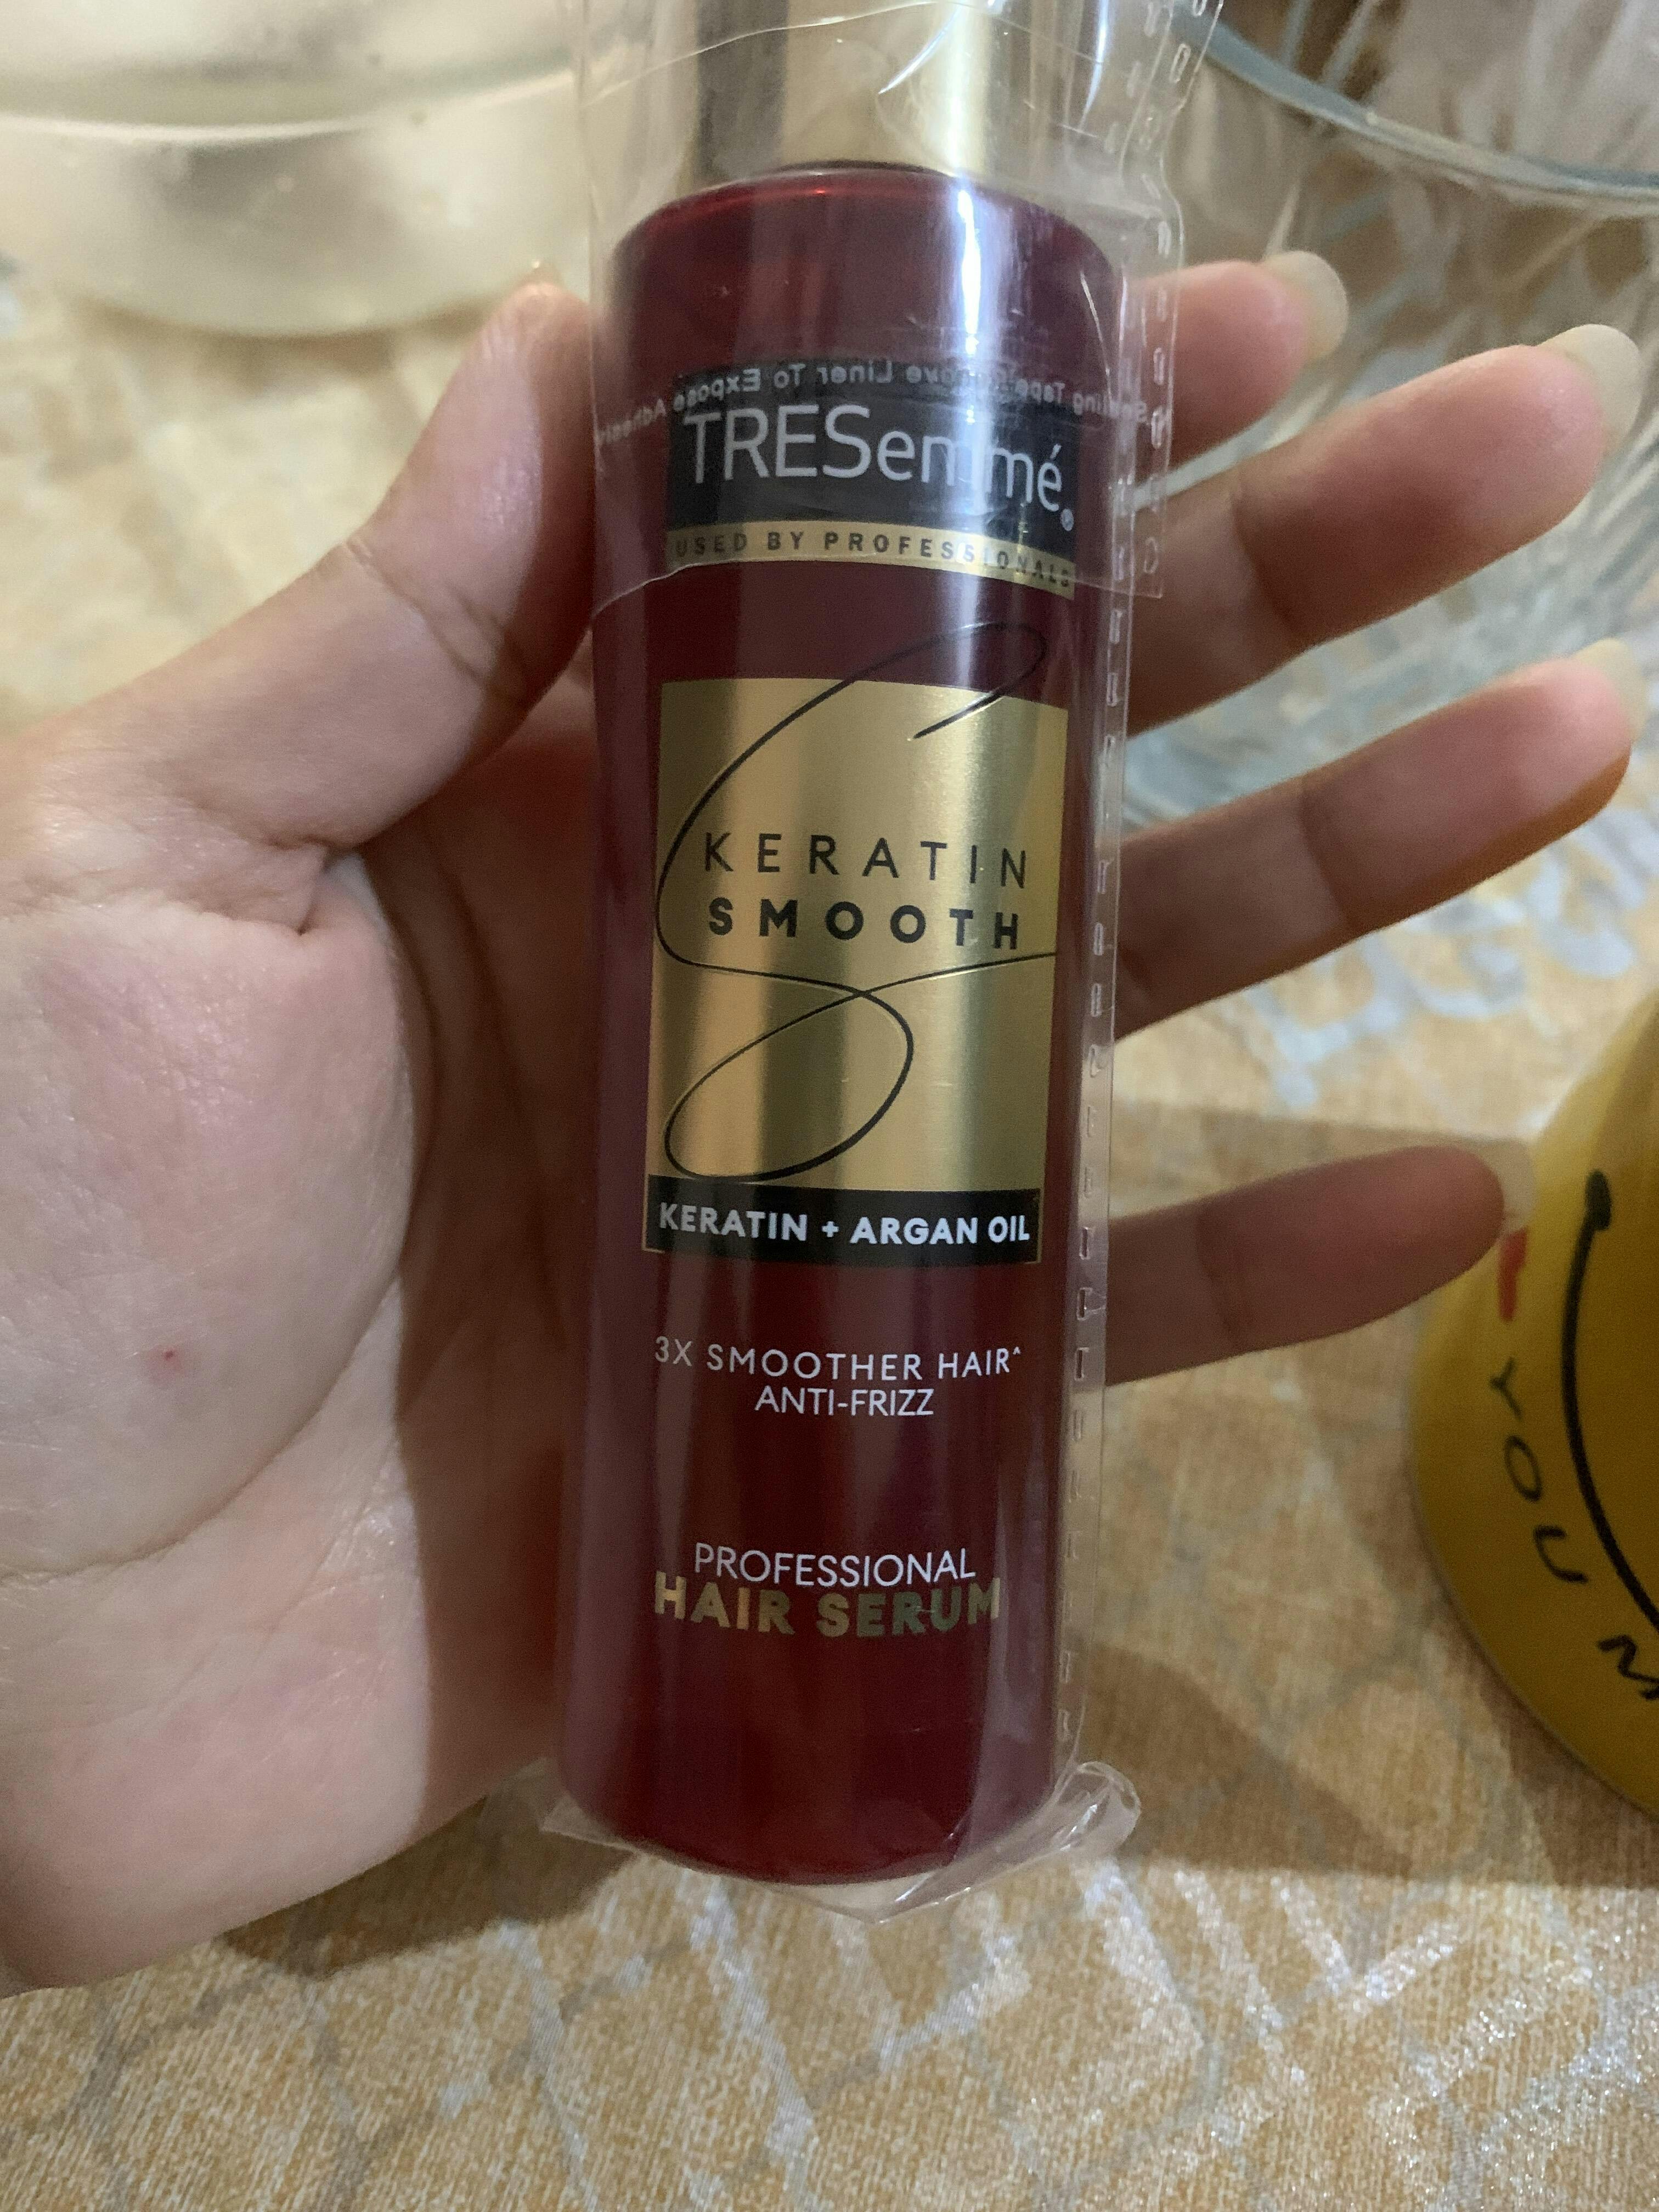 Sealing Tape Remove Liner To Expose Adhesive
TRESemmé®
USED BY PROFESSIONALS
KERATIN
SMOOTH
KERATIN + ARGAN OIL
3X SMOOTHER HAIR^
ANTI-FRIZZ
PROFESSIONAL
HAIR SERUM
YOU